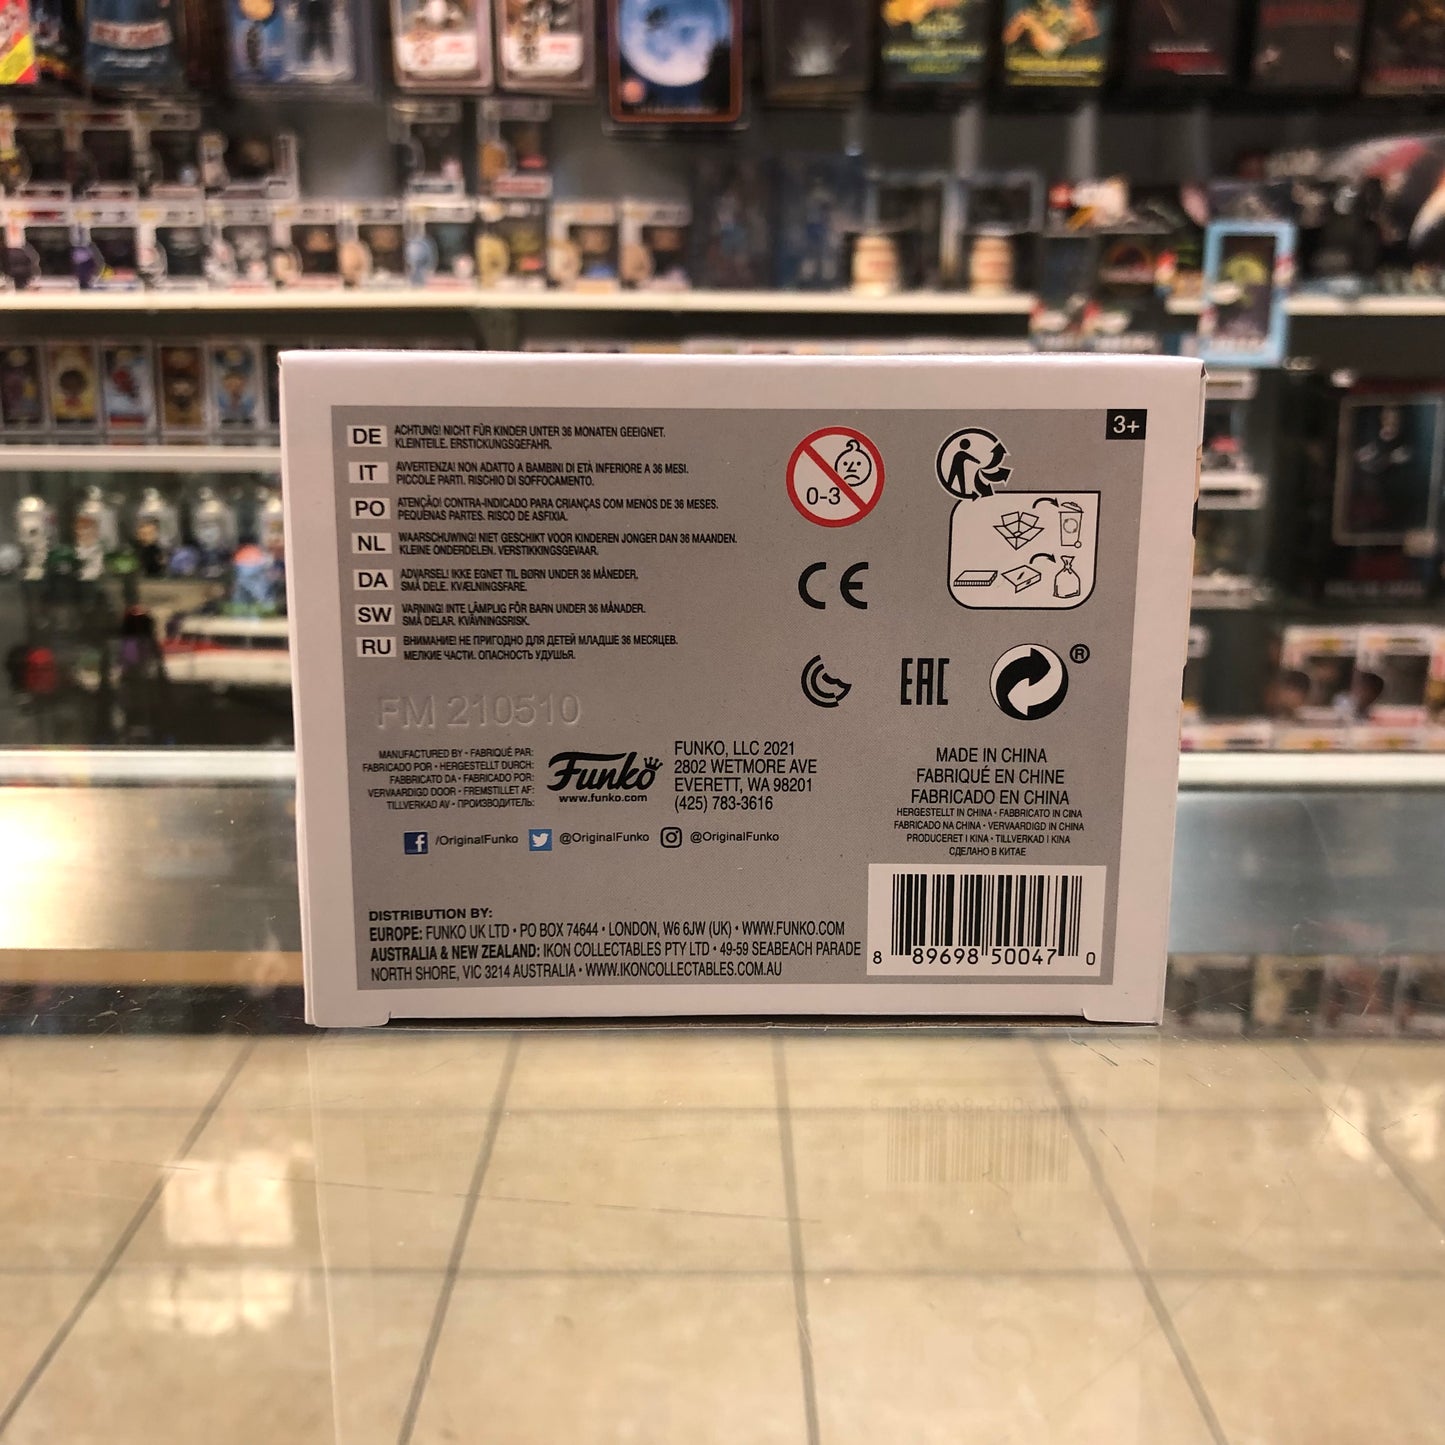 3+
DE ACHTUNG! NICHT FÜR KINDER UNTER 36 MONATEN GEEIGNET.
KLEINTEILE. ERSTICKUNGSGEFAHR.
IT AVVERTENZA! NON ADATTO A BAMBINI DI ETÀ INFERIORE A 36 MESI.
PICCOLE PARTI. RISCHIO DI SOFFOCAMENTO.
PO ATENÇÃO! CONTRA-INDICADO PARA CRIANÇAS COM MENOS DE 36 MESES.
PEQUENAS PARTES. RISCO DE ASFIXIA.
NL WAARSCHUWING! NIET GESCHIKT VOOR KINDEREN JONGER DAN 36 MAANDEN.
KLEINE ONDERDELEN. VERSTIKKINGSGEVAAR.
DA ADVARSEL! IKKE EGNET TIL BØRN UNDER 36 MÅNEDER.
SMÅ DELE. KVÆLNINGSFARE.
SW VARNING! INTE LÄMPLIG FÖR BARN UNDER 36 MÅNADER.
SMÅ DELAR. KVÄVNINGSRISK.
RU ВНИМАНИЕ! НЕ ПРИГОДНО ДЛЯ ДЕТЕЙ МЛАДШЕ 36 МЕСЯЦЕВ.
МЕЛКИЕ ЧАСТИ. ОПАСНОСТЬ УДУШЬЯ.
0-3
CE
EAC
®
FM 210510
MANUFACTURED BY • FABRIQUÉ PAR:
FABRICADO POR • HERGESTELLT DURCH:
FABBRICATO DA • FABRICADO POR:
VERVAARDIGD DOOR • FREMSTILLET AF:
TILLVERKAD AV • ПРОИЗВОДИТЕЛЬ:
Funko
www.funko.com
FUNKO, LLC 2021
2802 WETMORE AVE
EVERETT, WA 98201
(425) 783-3616
MADE IN CHINA
FABRIQUÉ EN CHINE
FABRICADO EN CHINA
HERGESTELLT IN CHINA • FABBRICATO IN CINA
FABRICADO NA CHINA • VERVAARDIGD IN CHINA
PRODUCERET I KINA • TILLVERKAD I KINA
СДЕЛАНО В КИТАЕ
f /OriginalFunko @OriginalFunko @OriginalFunko
DISTRIBUTION BY:
EUROPE: FUNKO UK LTD • PO BOX 74644 • LONDON, W6 6JW (UK) • WWW.FUNKO.COM
AUSTRALIA & NEW ZEALAND: IKON COLLECTABLES PTY LTD • 49-59 SEABEACH PARADE
NORTH SHORE, VIC 3214 AUSTRALIA • WWW.IKONCOLLECTABLES.COM.AU
8 89698 50047 0